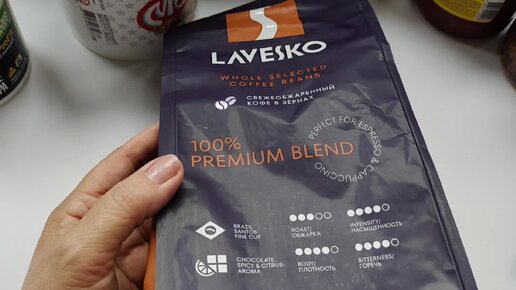 LAVESKO
WHOLE SELECTED
COFFEE BEANS
СВЕЖЕОБЖАРЕННЫЙ
КОФЕ В ЗЁРНАХ
100%
PREMIUM BLEND
PERFECT FOR ESPRESSO & CAPPUCCINO
BRAZIL
SANTOS
FINE CUP
ROAST/
ОБЖАРКА
INTENSITY/
НАСЫЩЕННОСТЬ
CHOCOLATE,
SPICY & CITRUS-
AROMA
BODY/
ПЛОТНОСТЬ
BITTERNESS/
ГОРЕЧЬ